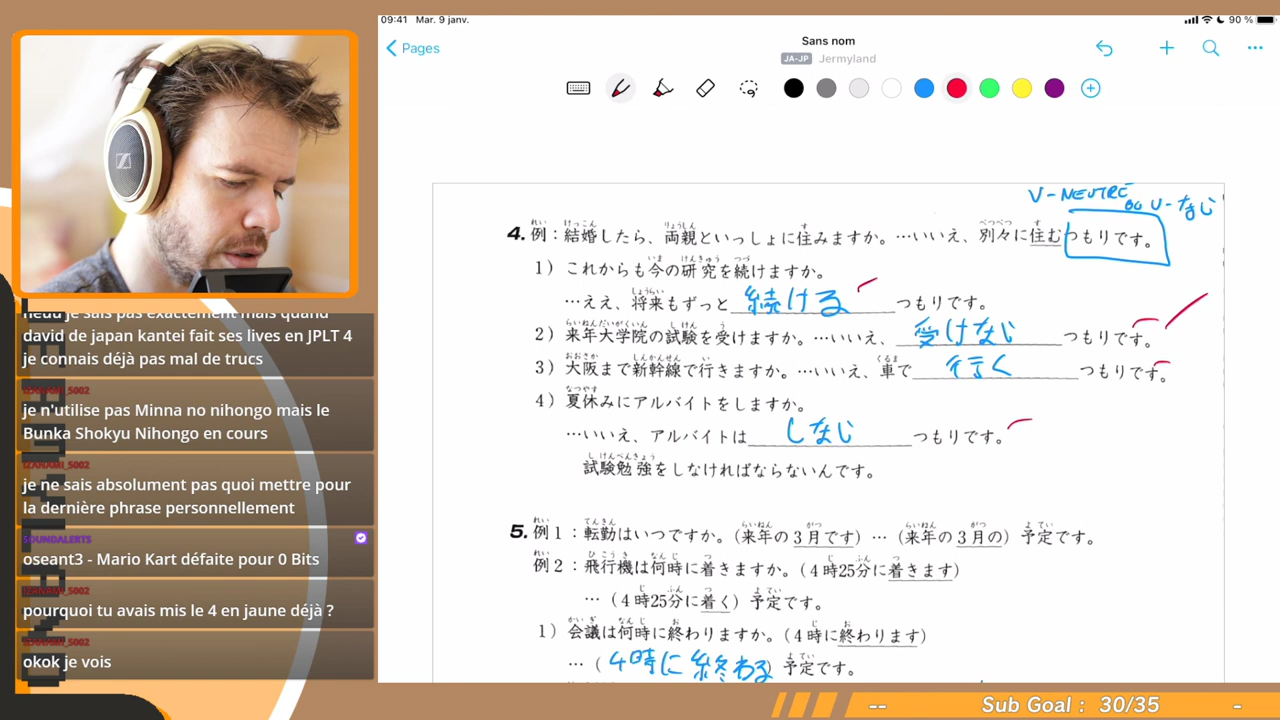 09:41 Mar. 9 janv.
90 %
Pages
Sans nom
JA-JP Jermyland
V-NEUTRE
ou V-ない
4. 例：結婚したら、両親といっしょに住みますか。…いいえ、別々に住むつもりです。
1）これからも今の研究を続けますか。
…ええ、将来もずっと 続ける つもりです。
2）来年大学院の試験を受けますか。…いいえ、 受けない つもりです。
3）大阪まで新幹線で行きますか。…いいえ、車で 行く つもりです。
4）夏休みにアルバイトをしますか。
…いいえ、アルバイトは しない つもりです。
試験勉強をしなければならないんです。
5. 例1：転勤はいつですか。（来年の3月です）…（来年の3月の）予定です。
例2：飛行機は何時に着きますか。（4時25分に着きます）
…（4時25分に着く）予定です。
1）会議は何時に終わりますか。（4時に終わります）
…（4時に終わる）予定です。
je sais pas exactement mais quand
david de japan kantei fait ses lives en JPLT 4
je connais déjà pas mal de trucs
IZANAMI_5002
je n'utilise pas Minna no nihongo mais le
Bunka Shokyu Nihongo en cours
IZANAMI_5002
je ne sais absolument pas quoi mettre pour
la dernière phrase personnellement
SOUNDALERTS
oseant3 - Mario Kart défaite pour 0 Bits
IZANAMI_5002
pourquoi tu avais mis le 4 en jaune déjà ?
IZANAMI_5002
okok je vois
-- Sub Goal : 30/35 -